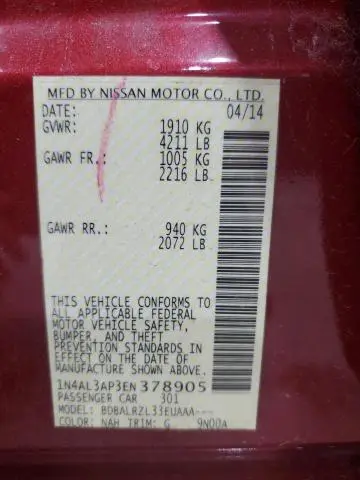 MFD BY NISSAN MOTOR CO., LTD.
DATE: 04/14
GVWR: 1910 KG
4211 LB
GAWR FR.: 1005 KG
2216 LB
GAWR RR.: 940 KG
2072 LB
THIS VEHICLE CONFORMS TO
ALL APPLICABLE FEDERAL
MOTOR VEHICLE SAFETY,
BUMPER, AND THEFT
PREVENTION STANDARDS IN
EFFECT ON THE DATE OF
MANUFACTURE SHOWN ABOVE.
1N4AL3AP3EN378905
PASSENGER CAR 301
MODEL: BDBALRZL33EUAAA---
COLOR: NAH TRIM: G 9N00A